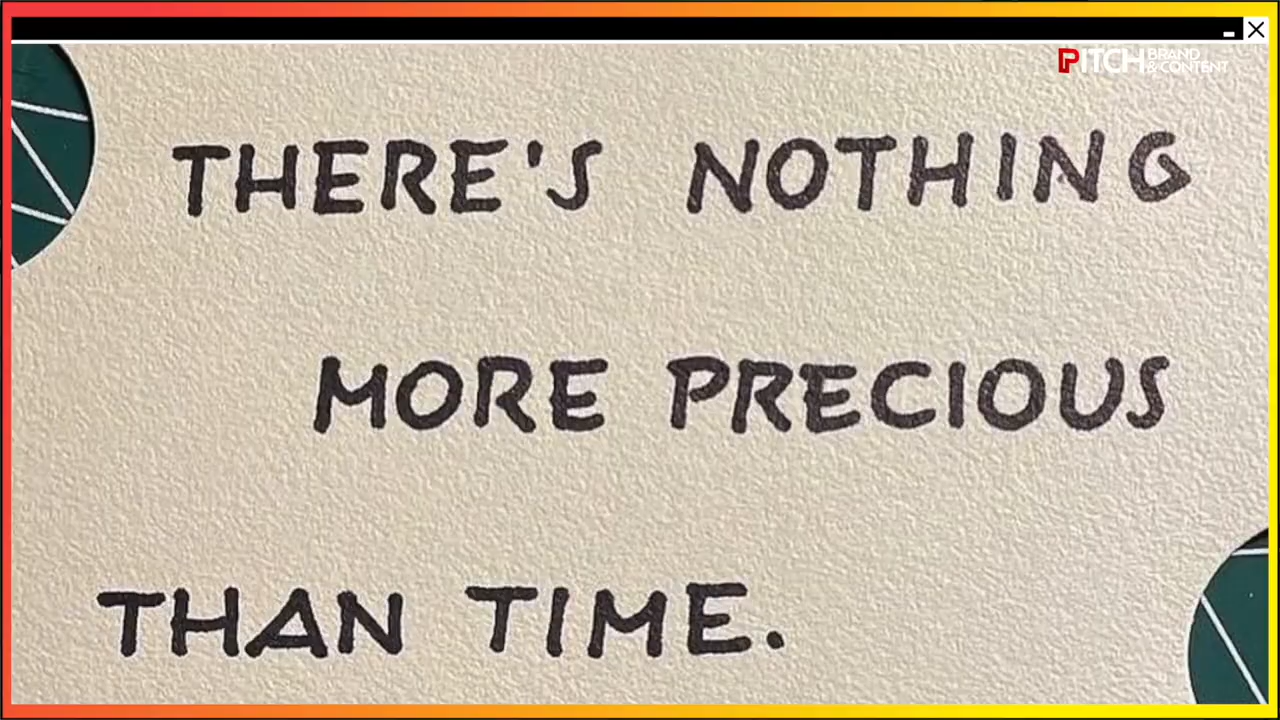 PITCH BRAND
& CONTENT
THERE'S NOTHING
MORE PRECIOUS
THAN TIME.